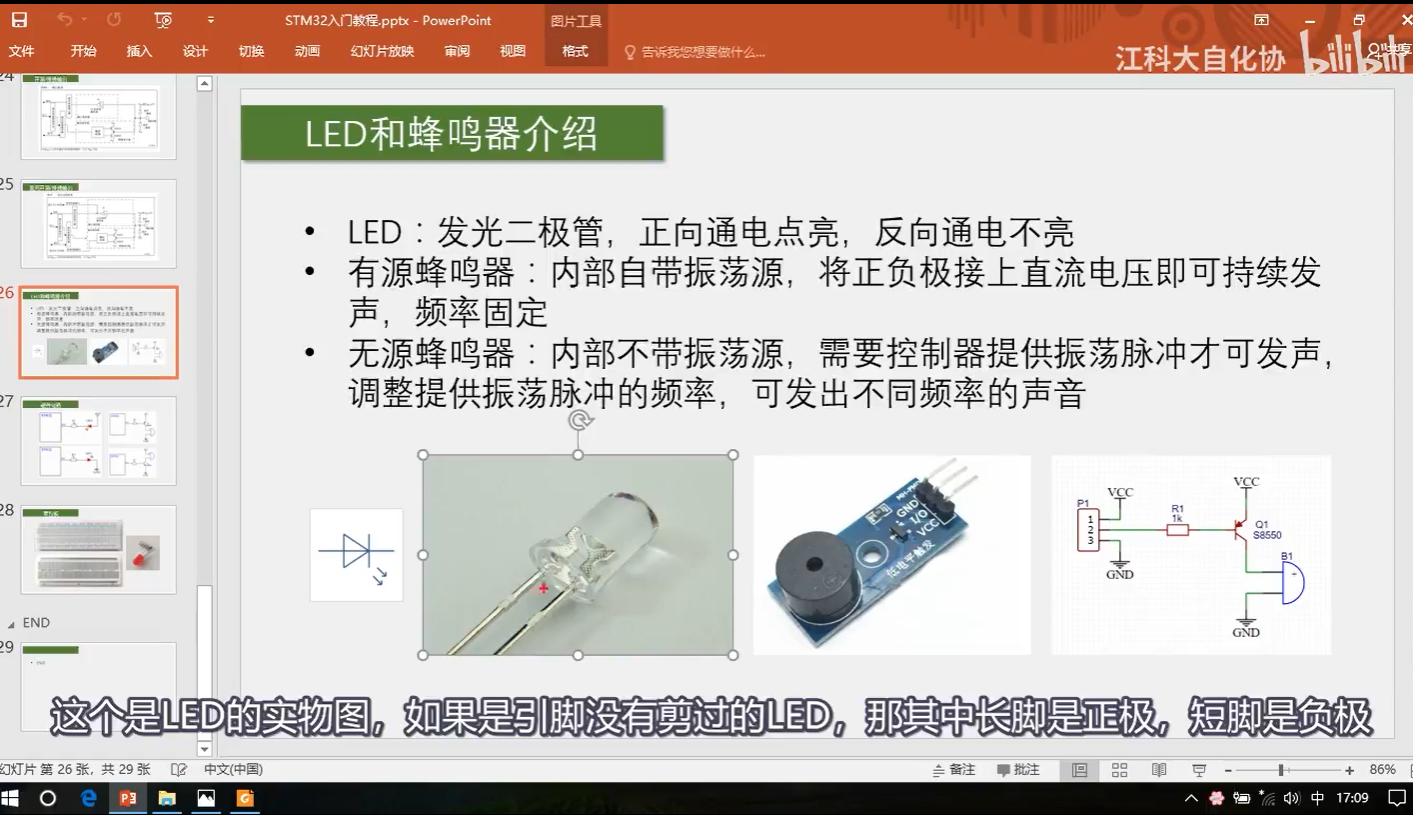 STM32入门教程.pptx - PowerPoint
图片工具
文件 开始 插入 设计 切换 动画 幻灯片放映 审阅 视图 格式 告诉我您想要做什么... 共享
江科大自化协 bilibili
24
25
26
27
28
END
29
LED和蜂鸣器介绍
• LED：发光二极管，正向通电点亮，反向通电不亮
• 有源蜂鸣器：内部自带振荡源，将正负极接上直流电压即可持续发
声，频率固定
• 无源蜂鸣器：内部不带振荡源，需要控制器提供振荡脉冲才可发声，
调整提供振荡脉冲的频率，可发出不同频率的声音
GND
I/O
VCC
低电平触发
VCC
P1
1
2
3
GND
R1
1k
VCC
Q1
S8550
B1
GND
这个是LED的实物图，如果是引脚没有剪过的LED，那其中长脚是正极，短脚是负极
幻灯片 第 26 张，共 29 张 中文(中国) 备注 批注 86%
中 17:09